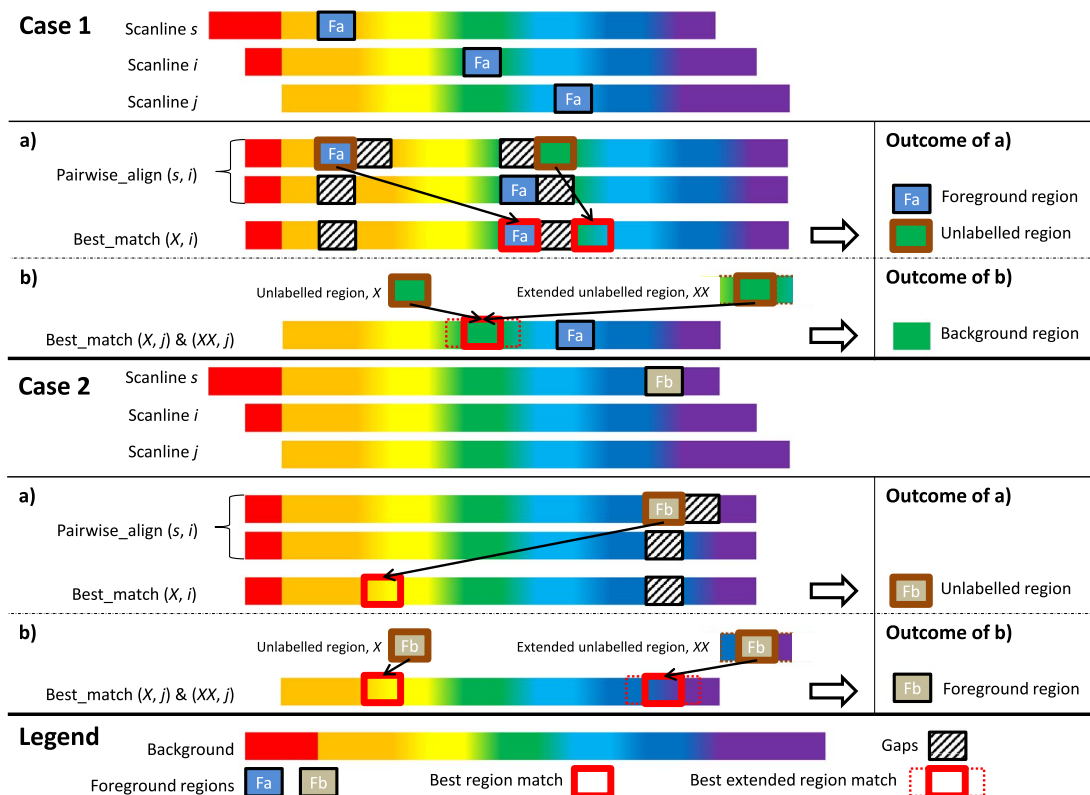 Case 1
Scanline s
Fa
Scanline i
Fa
Scanline j
Fa
a)
Outcome of a)
Pairwise_align (s, i)
Fa
Fa
Fa Foreground region
Best_match (X, i)
Fa
Unlabelled region
b)
Outcome of b)
Unlabelled region, X
Extended unlabelled region, XX
Best_match (X, j) & (XX, j)
Fa
Background region
Case 2
Scanline s
Fb
Scanline i
Scanline j
a)
Outcome of a)
Pairwise_align (s, i)
Fb
Best_match (X, i)
Fb Unlabelled region
b)
Outcome of b)
Unlabelled region, X
Fb
Extended unlabelled region, XX
Fb
Best_match (X, j) & (XX, j)
Fb Foreground region
Legend
Background
Gaps
Foreground regions
Fa
Fb
Best region match
Best extended region match